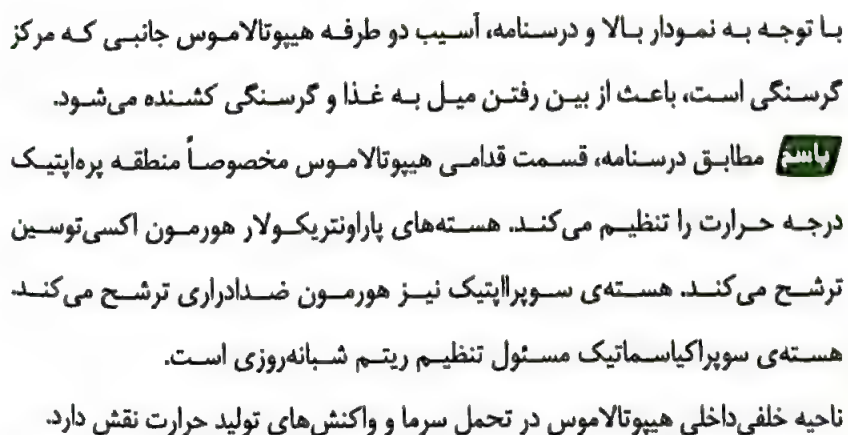 با توجه به نمودار بالا و درسنامه، آسیب دو طرفه هیپوتالاموس جانبی که مرکز
گرسنگی است، باعث از بین رفتن میل به غذا و گرسنگی کشنده می‌شود.
پاسخ مطابق درسنامه، قسمت قدامی هیپوتالاموس مخصوصاً منطقه پره‌اپتیک
درجه حرارت را تنظیم می‌کند. هسته‌های پاراونتریکولار هورمون اکسی‌توسین
ترشح می‌کند. هسته‌ی سوپرااپتیک نیز هورمون ضدادراری ترشح می‌کند.
هسته‌ی سوپراکیاسماتیک مسئول تنظیم ریتم شبانه‌روزی است.
ناحیه خلفی‌داخلی هیپوتالاموس در تحمل سرما و واکنش‌های تولید حرارت نقش دارد.